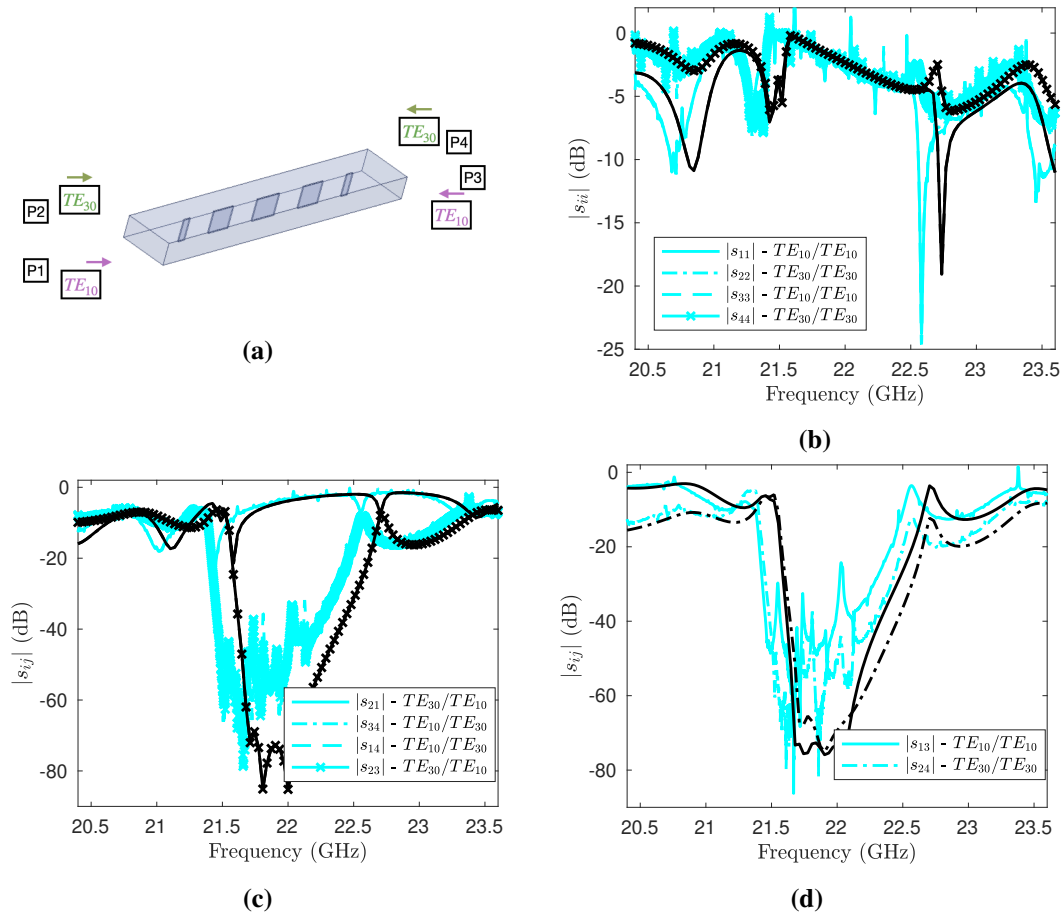 TE₃₀
P4
P3
TE₁₀
P2
TE₃₀
P1
TE₁₀
(a)
0
-5
-10
-15
-20
-25
|sᵢᵢ| (dB)
|s₁₁| - TE₁₀/TE₁₀
|s₂₂| - TE₃₀/TE₃₀
|s₃₃| - TE₁₀/TE₁₀
|s₄₄| - TE₃₀/TE₃₀
20.5 21 21.5 22 22.5 23 23.5
Frequency (GHz)
(b)
0
-20
-40
-60
-80
|sᵢⱼ| (dB)
|s₂₁| - TE₃₀/TE₁₀
|s₃₄| - TE₁₀/TE₃₀
|s₁₄| - TE₁₀/TE₃₀
|s₂₃| - TE₃₀/TE₁₀
20.5 21 21.5 22 22.5 23 23.5
Frequency (GHz)
(c)
0
-20
-40
-60
-80
|sᵢⱼ| (dB)
|s₁₃| - TE₁₀/TE₁₀
|s₂₄| - TE₃₀/TE₃₀
20.5 21 21.5 22 22.5 23 23.5
Frequency (GHz)
(d)